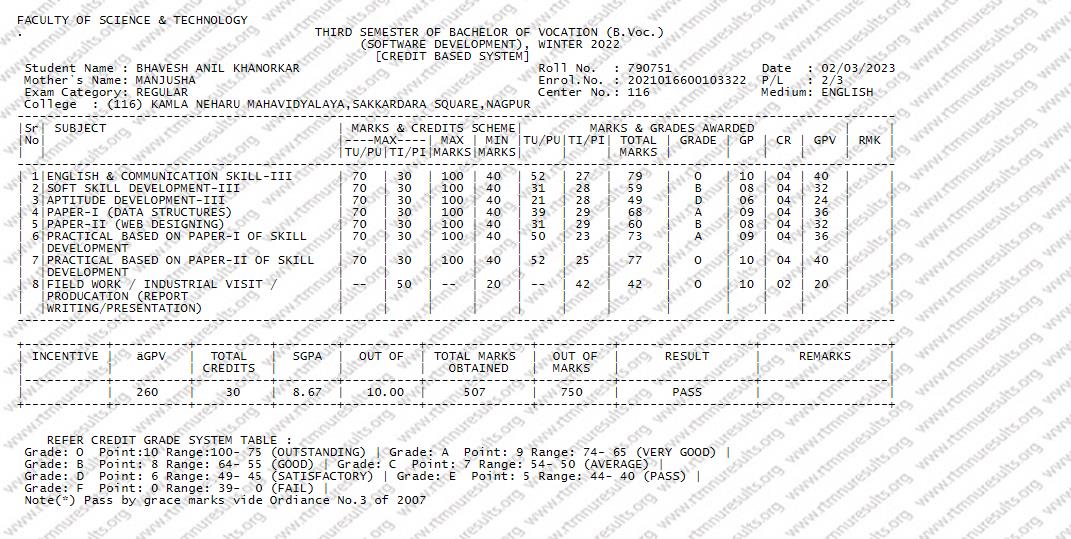 FACULTY OF SCIENCE & TECHNOLOGY
.
THIRD SEMESTER OF BACHELOR OF VOCATION (B.Voc.)
(SOFTWARE DEVELOPMENT), WINTER 2022
[CREDIT BASED SYSTEM]
Student Name : BHAVESH ANIL KHANORKAR Roll No. : 790751 Date : 02/03/2023
Mother`s Name: MANJUSHA Enrol.No. : 2021016600103322 P/L : 2/3
Exam Category: REGULAR Center No.: 116 Medium: ENGLISH
College : (116) KAMLA NEHARU MAHAVIDYALAYA,SAKKARDARA SQUARE,NAGPUR
|Sr| SUBJECT | MARKS & CREDITS SCHEME| MARKS & GRADES AWARDED | |
|No| |----MAX----| MAX | MIN |TU/PU|TI/PI| TOTAL | GRADE | GP | CR | GPV | RMK |
| | |TU/PI|TI/PI|MARKS|MARKS| | | MARKS | | | | | |
| 1|ENGLISH & COMMUNICATION SKILL-III | 70 | 30 | 100 | 40 | 52 | 27 | 79 | O | 10 | 04 | 40 | |
| 2|SOFT SKILL DEVELOPMENT-III | 70 | 30 | 100 | 40 | 31 | 28 | 59 | B | 08 | 04 | 32 | |
| 3|APTITUDE DEVELOPMENT-III | 70 | 30 | 100 | 40 | 21 | 28 | 49 | D | 06 | 04 | 24 | |
| 4|PAPER-I (DATA STRUCTURES) | 70 | 30 | 100 | 40 | 39 | 29 | 68 | A | 09 | 04 | 36 | |
| 5|PAPER-II (WEB DESIGNING) | 70 | 30 | 100 | 40 | 31 | 29 | 60 | B | 08 | 04 | 32 | |
| 6|PRACTICAL BASED ON PAPER-I OF SKILL | 70 | 30 | 100 | 40 | 50 | 23 | 73 | A | 09 | 04 | 36 | |
DEVELOPMENT
| 7|PRACTICAL BASED ON PAPER-II OF SKILL | 70 | 30 | 100 | 40 | 52 | 25 | 77 | O | 10 | 04 | 40 | |
DEVELOPMENT
| 8|FIELD WORK / INDUSTRIAL VISIT / | -- | 50 | -- | 20 | -- | 42 | 42 | O | 10 | 02 | 20 | |
PRODUCATION (REPORT
WRITING/PRESENTATION)
| INCENTIVE | äGPV | TOTAL | SGPA | OUT OF | TOTAL MARKS | OUT OF | RESULT | REMARKS |
| | | CREDITS | | | OBTAINED | MARKS | | |
| | 260 | 30 | 8.67 | 10.00 | 507 | 750 | PASS | |
REFER CREDIT GRADE SYSTEM TABLE :
Grade: O Point:10 Range:100- 75 (OUTSTANDING) | Grade: A Point: 9 Range: 74- 65 (VERY GOOD) |
Grade: B Point: 8 Range: 64- 55 (GOOD) | Grade: C Point: 7 Range: 54- 50 (AVERAGE) |
Grade: D Point: 6 Range: 49- 45 (SATISFACTORY) | Grade: E Point: 5 Range: 44- 40 (PASS) |
Grade: F Point: 0 Range: 39- 0 (FAIL) |
Note(*) Pass by grace marks vide Ordiance No.3 of 2007
www.rtmnuresults.org